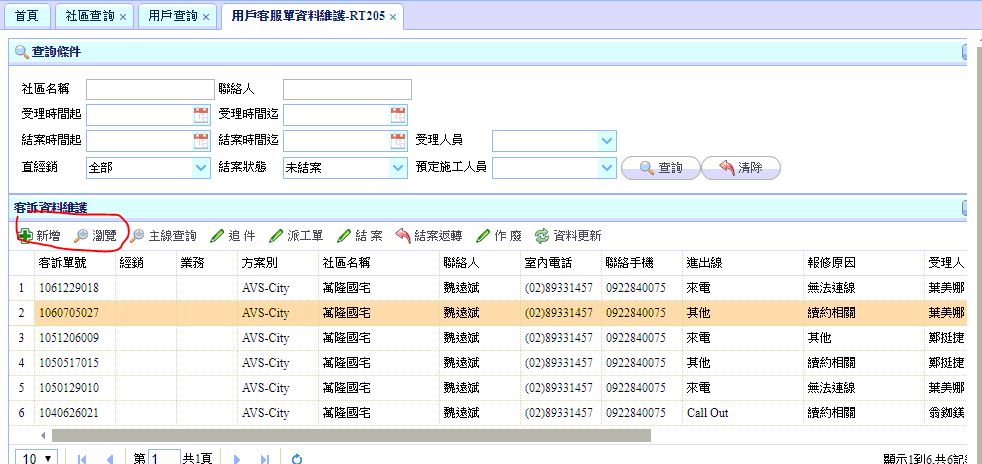 首頁 社區查詢 × 用戶查詢 × 用戶客服單資料維護-RT205 ×
查詢條件
社區名稱 聯絡人
受理時間起 受理時間迄
結案時間起 結案時間迄 受理人員
直經銷 全部 結案狀態 未結案 預定施工人員 查詢 清除
客訴資料維護
新增 瀏覽 主線查詢 追件 派工單 結案 結案返轉 作廢 資料更新
客訴單號 經銷 業務 方案別 社區名稱 聯絡人 室內電話 聯絡手機 進出線 報修原因 受理人
1 1061229018 AVS-City 萬隆國宅 魏遠斌 (02)89331457 0922840075 來電 無法連線 葉美娜
2 1060705027 AVS-City 萬隆國宅 魏遠斌 (02)89331457 0922840075 其他 續約相關 葉美娜
3 1051206009 AVS-City 萬隆國宅 魏遠斌 (02)89331457 0922840075 來電 其他 鄭挺捷
4 1050517015 AVS-City 萬隆國宅 魏遠斌 (02)89331457 0922840075 其他 續約相關 鄭挺捷
5 1050129010 AVS-City 萬隆國宅 魏遠斌 (02)89331457 0922840075 來電 無法連線 葉美娜
6 1040626021 AVS-City 萬隆國宅 魏遠斌 (02)89331457 0922840075 Call Out 續約相關 翁
10 第 1 共1頁 顯示1到6,共6記